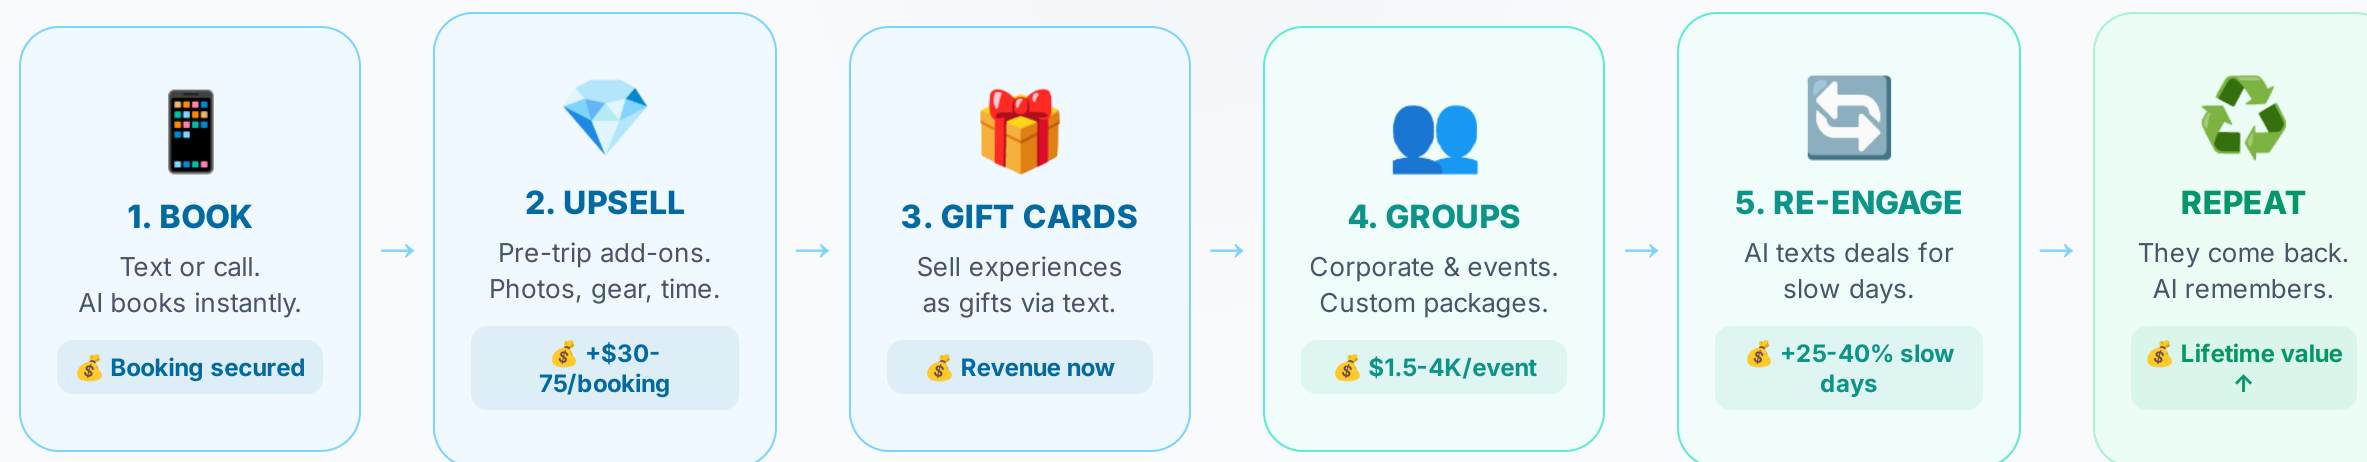 1. BOOK
Text or call.
AI books instantly.
💰 Booking secured
→
2. UPSELL
Pre-trip add-ons.
Photos, gear, time.
💰 +$30-
75/booking
→
3. GIFT CARDS
Sell experiences
as gifts via text.
💰 Revenue now
→
4. GROUPS
Corporate & events.
Custom packages.
💰 $1.5-4K/event
→
5. RE-ENGAGE
AI texts deals for
slow days.
💰 +25-40% slow
days
→
REPEAT
They come back.
AI remembers.
💰 Lifetime value
↑